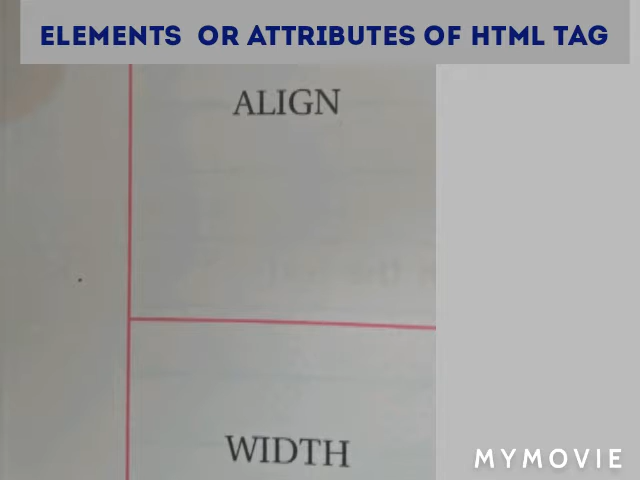 ELEMENTS OR ATTRIBUTES OF HTML TAG
ALIGN
WIDTH
MYMOVIE